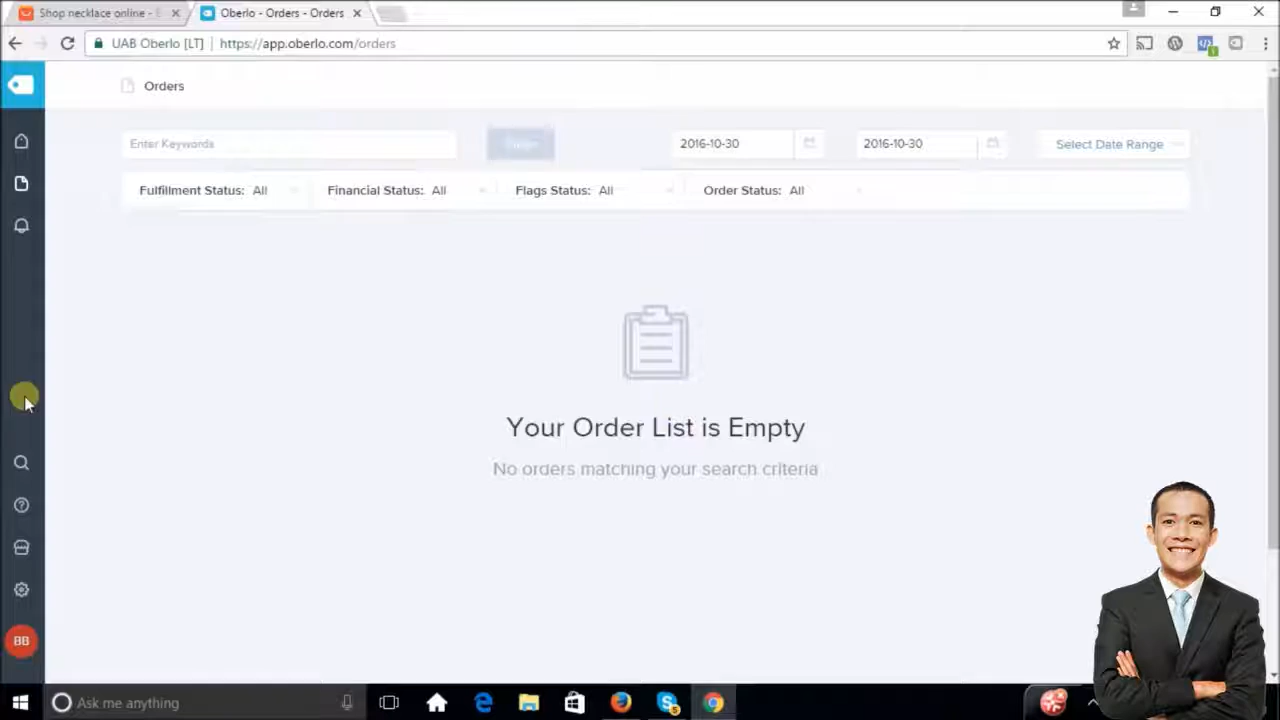 Shop necklace online -
Oberlo - Orders - Orders
UAB Oberlo [LT]
https://app.oberlo.com/orders
Orders
Enter Keywords
2016-10-30
2016-10-30
Select Date Range
Fulfillment Status: All
Financial Status: All
Flags Status: All
Order Status: All
Your Order List is Empty
No orders matching your search criteria
BB
Ask me anything